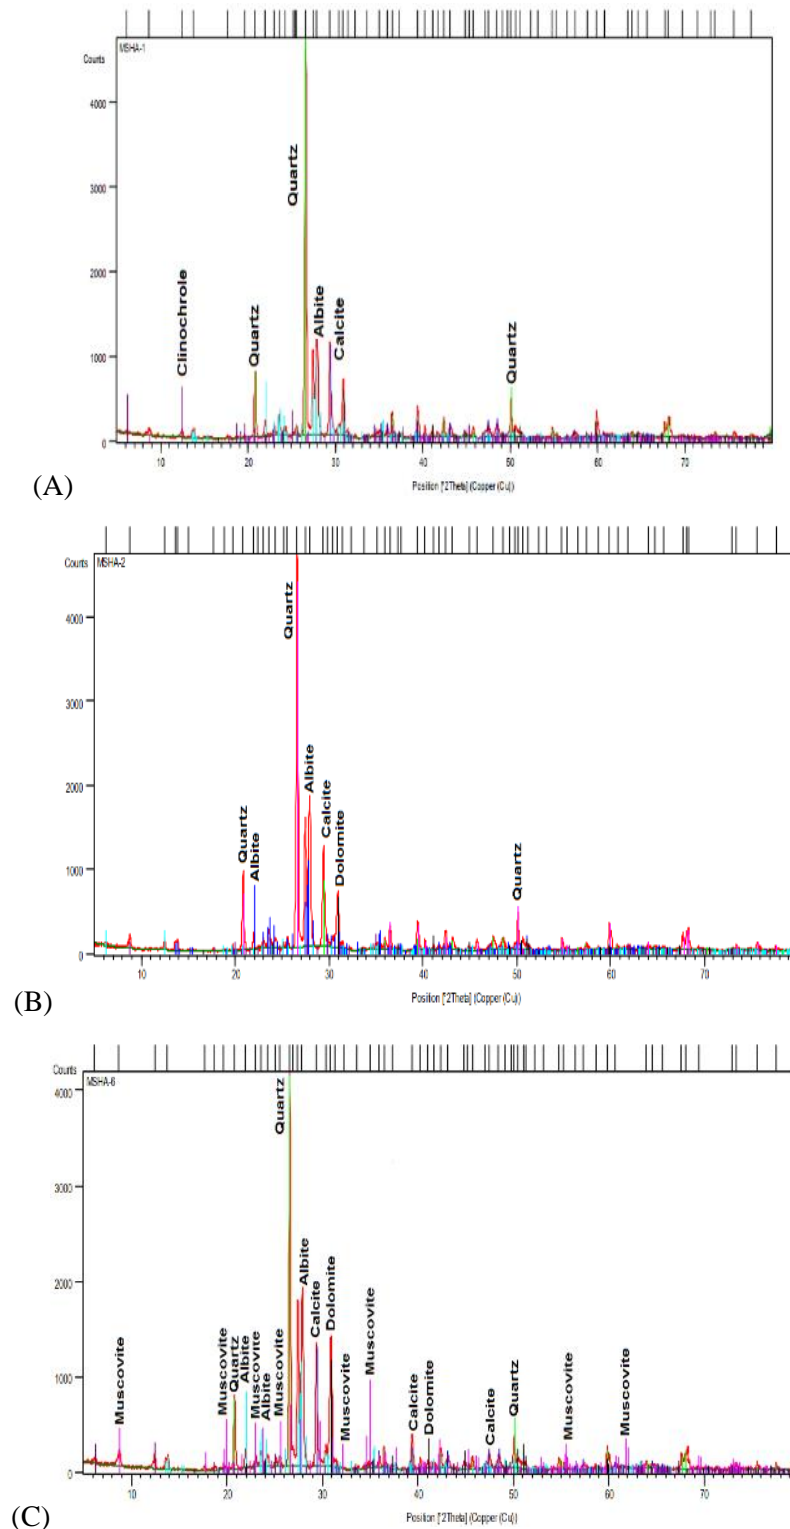 MSHA-1
Counts
4000
3000
2000
1000
0
Clinochrole
Quartz
Quartz
Albite
Calcite
Quartz
10 20 30 40 50 60 70
Position [°2Theta] (Copper (Cu))
(A)
MSHA-2
Counts
4000
3000
2000
1000
0
Quartz
Albite
Quartz
Albite
Calcite
Dolomite
Quartz
10 20 30 40 50 60 70
Position [°2Theta] (Copper (Cu))
(B)
Counts
MSHA-6
4000
3000
2000
1000
0
Muscovite
Muscovite
Quartz
Albite
Muscovite
Albite
Muscovite
Quartz
Albite
Calcite
Dolomite
Muscovite
Muscovite
Calcite
Dolomite
Calcite
Quartz
Muscovite
Muscovite
10 20 30 40 50 60 70
Position [°2Theta] (Copper (Cu))
(C)